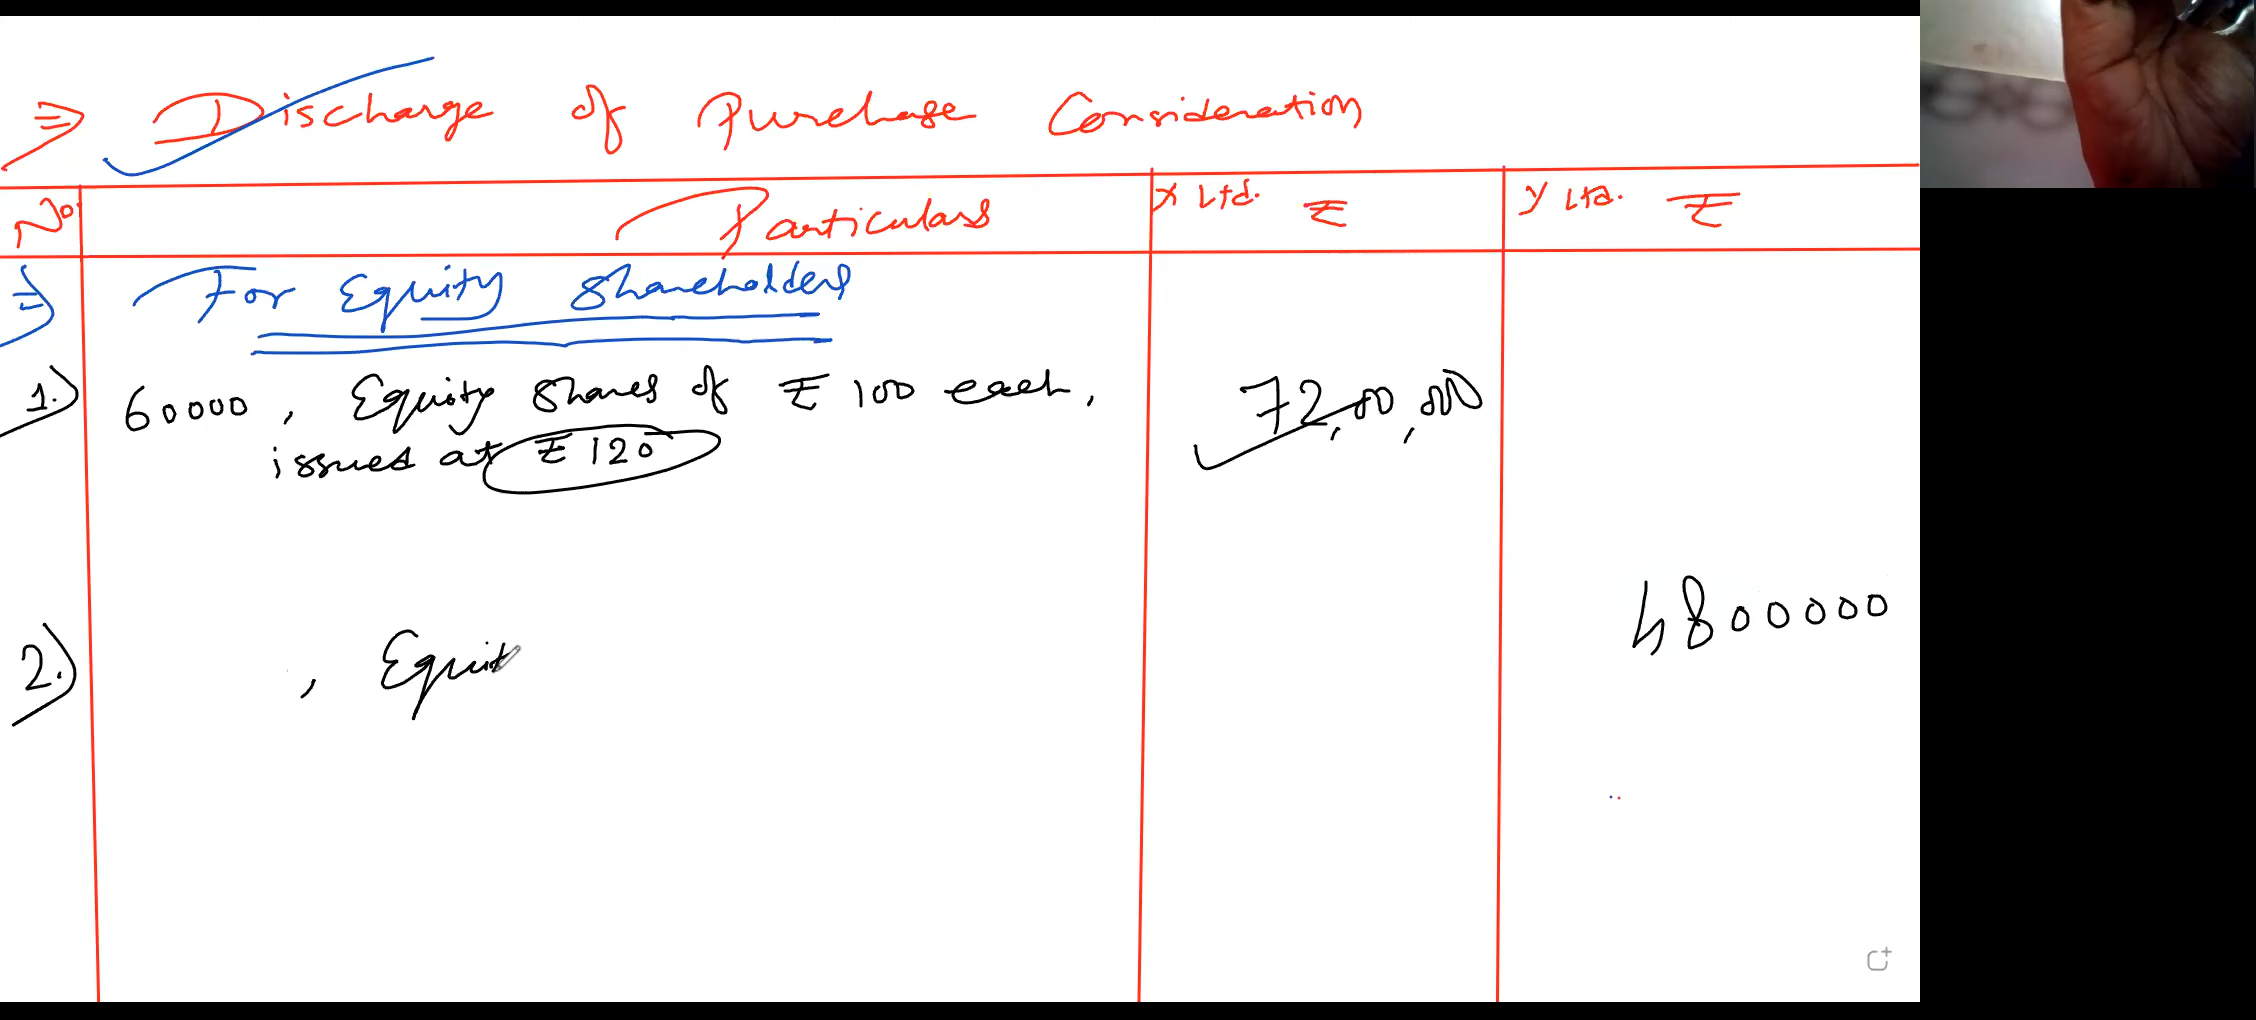 ⇒ Discharge of Purchase Consideration
No. Particulars X Ltd. ₹ Y Ltd. ₹
⇒ For Equity Shareholders
1.) 60000, Equity Shares of ₹ 100 each, 72,00,000
issued at ₹ 120
4800000
2.) , Equit